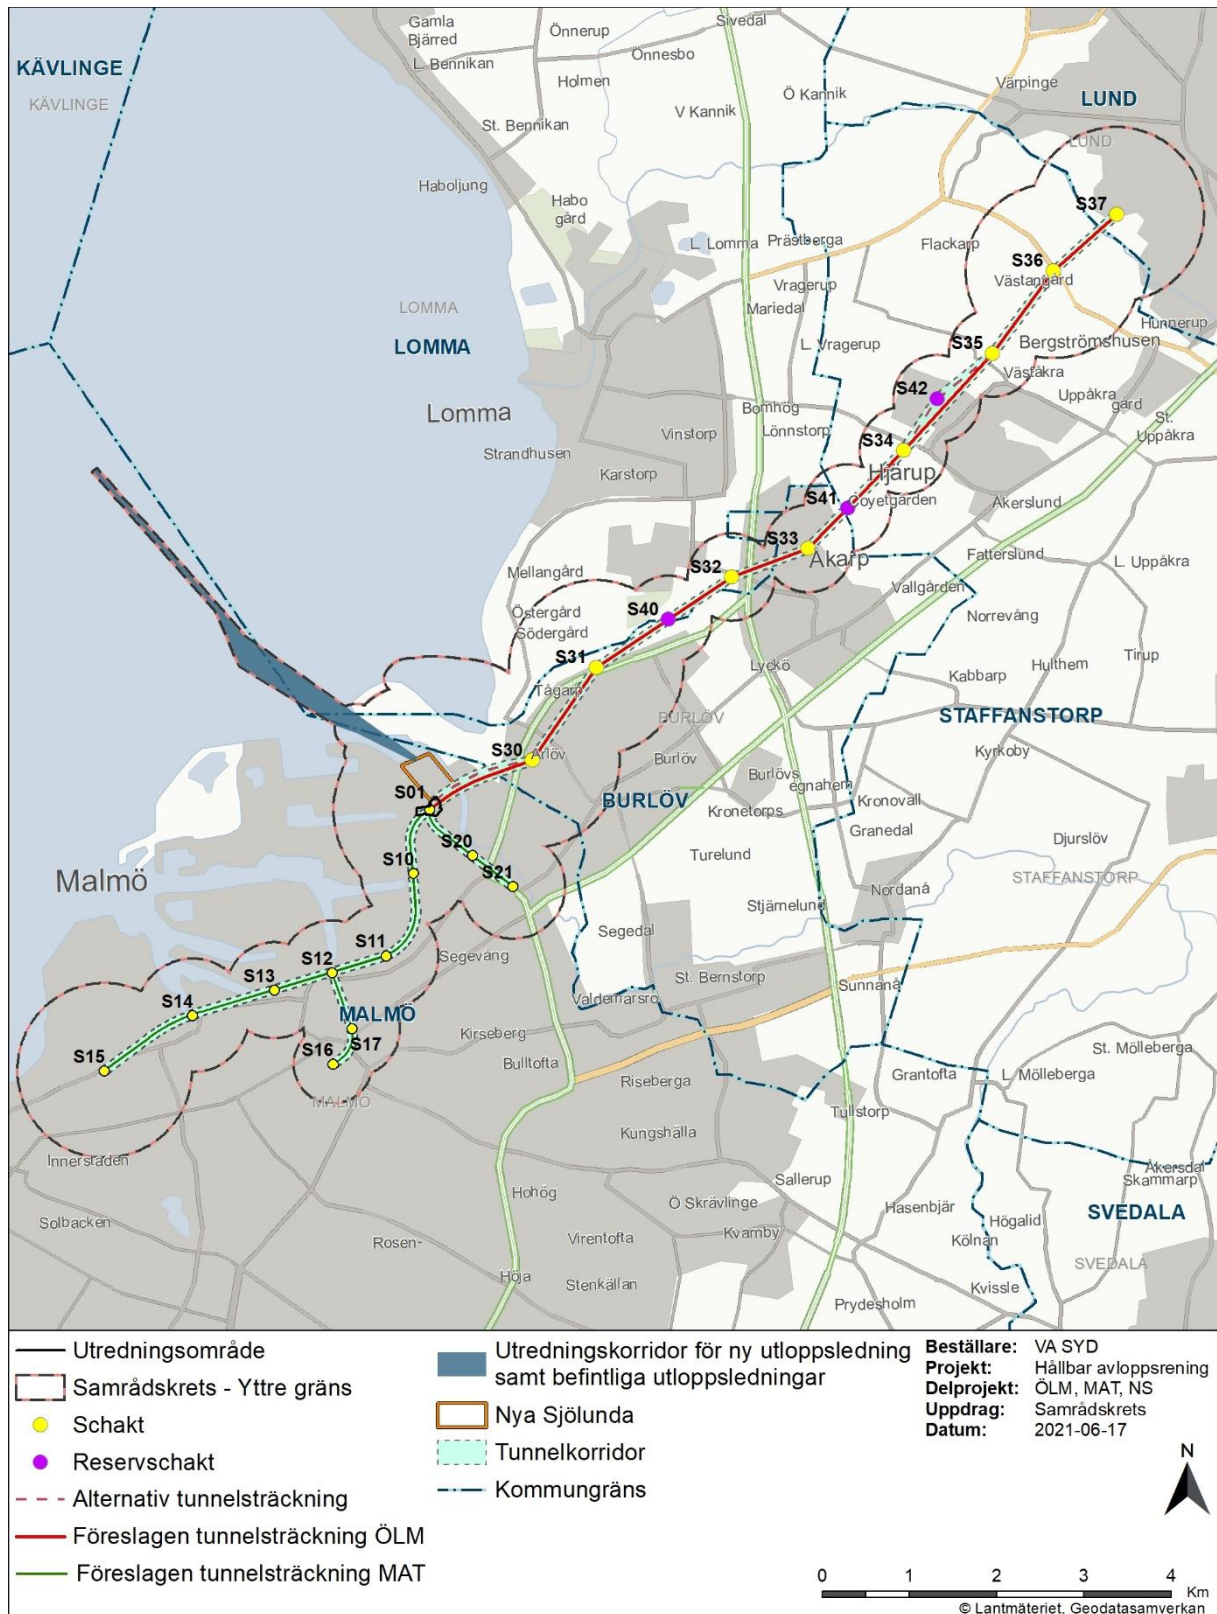 Gamla
Bjärred
Önnerup
Sivedal
Önnesbo
L. Bennikan
KÄVLINGE
KÄVLINGE
Holmen
Värpinge
Ö Kannik
LUND
V Kannik
St. Bennikan
LUND
Haboljung
Habo
gård
S37
L. Lomma
Prästberga
Flackarp
S36
Västangård
Vragerup
Mariedal
LOMMA
LOMMA
Hunnerup
S35
Bergströmshusen
L. Vragerup
Väståkra
S42
Uppåkra
gård
Lomma
Bomhög
St.
Uppåkra
Lönnstorp
Vinstorp
S34
Strandhusen
Hjärup
Karstorp
S41
Goyetgården
Åkerslund
S33
Åkarp
Fatterslund
L. Uppåkra
S32
Mellangård
Vallgården
Östergård
S40
Norrevång
Södergård
S31
Lyckö
Hulthem
Tirup
Kabbarp
Tågarp
BURLÖV
STAFFANSTORP
S30
Arlöv
Kyrkoby
Burlöv
Burlövs
egnahem
S01
BURLÖV
Kronovall
Kronetorps
Granedal
Djurslöv
S20
Turelund
S10
S21
Malmö
STAFFANSTORP
Nordanå
Stjärnelund
Segedal
S11
Segevång
S12
St. Bernstorp
S13
Sunnanå
Valdemarsro
S14
MALMÖ
Kirseberg
S17
S16
S15
Bulltofta
St. Mölleberga
Riseberga
Grantofta
L. Mölleberga
MALMÖ
Tullstorp
Kungshälla
Innerstaden
Åkersdal
Skammarp
Sallerup
Hohög
Ö Skrävlinge
Hasenbjär
SVEDALA
Solbacken
Högalid
Kölnan
Rosen-
Virentofta
Kvarnby
SVEDALA
Höja
Stenkällan
Kvissle
Prydesholm
Utredningsområde
Samrådskrets - Yttre gräns
Schakt
Reservschakt
Alternativ tunnelsträckning
Föreslagen tunnelsträckning ÖLM
Föreslagen tunnelsträckning MAT
Utredningskorridor för ny utloppsledning
samt befintliga utloppsledningar
Nya Sjölunda
Tunnelkorridor
Kommungräns
Beställare: VA SYD
Projekt: Hållbar avloppsrening
Delprojekt: ÖLM, MAT, NS
Uppdrag: Samrådskrets
Datum: 2021-06-17
N
0 1 2 3 4
Km
© Lantmäteriet, Geodatasamverkan